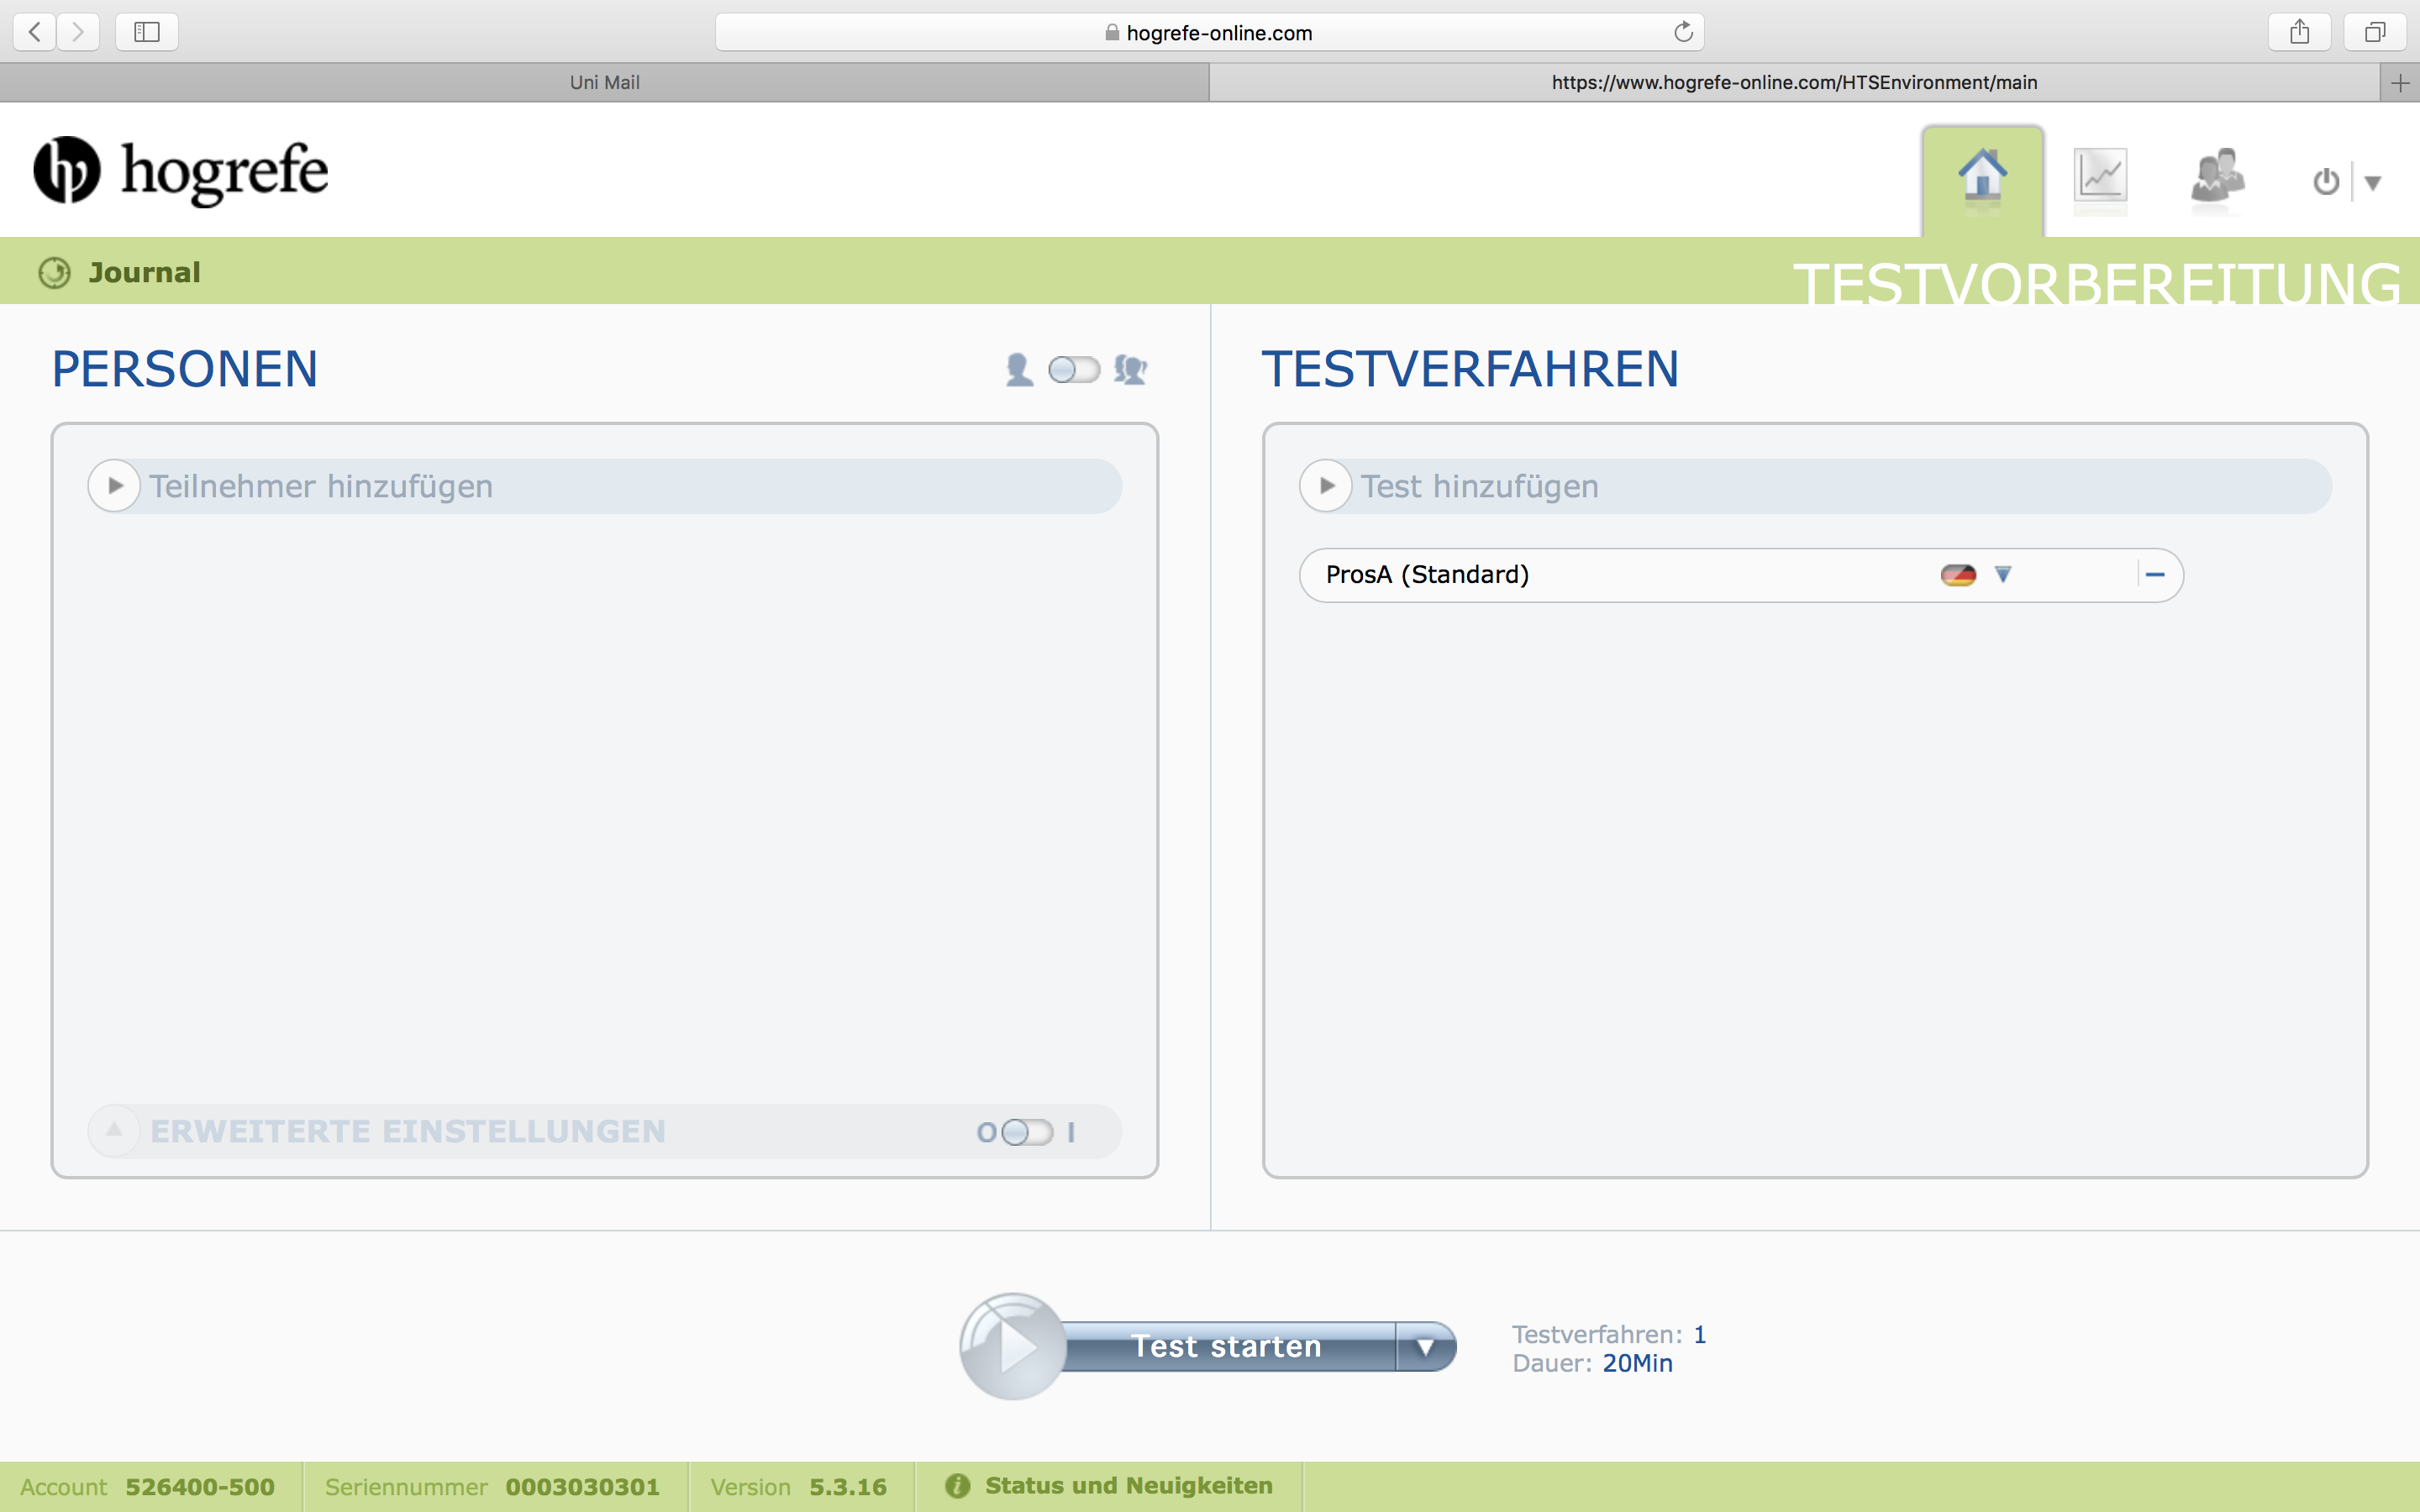 hogrefe-online.com
Uni Mail
https://www.hogrefe-online.com/HTSEnvironment/main
hogrefe
Journal
TESTVORBEREITUNG
PERSONEN
TESTVERFAHREN
Teilnehmer hinzufügen
Test hinzufügen
ProsA (Standard)
ERWEITERTE EINSTELLUNGEN
O I
Test starten
Testverfahren: 1
Dauer: 20Min
Account 526400-500
Seriennummer 0003030301
Version 5.3.16
Status und Neuigkeiten